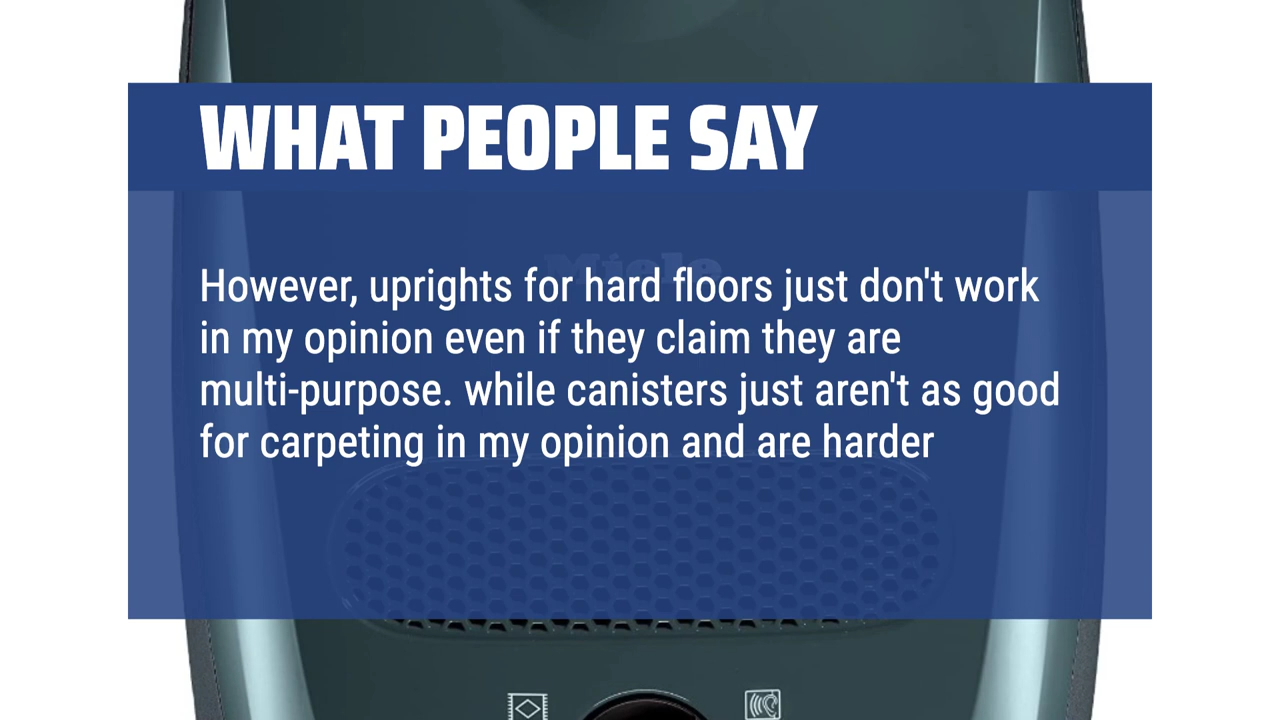 WHAT PEOPLE SAY
Miele
However, uprights for hard floors just don't work
in my opinion even if they claim they are
multi-purpose. while canisters just aren't as good
for carpeting in my opinion and are harder